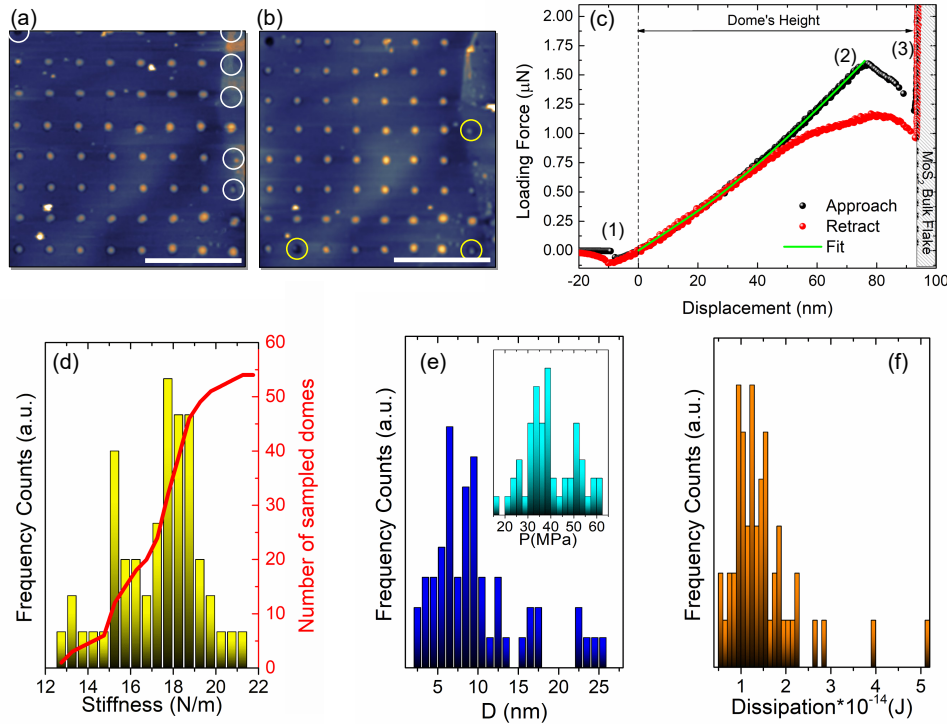 (a)
(b)
(c)
Dome's Height
(1)
(2)
(3)
2.00
1.75
1.50
1.25
1.00
0.75
0.50
0.25
0.00
Loading Force (μN)
Approach
Retract
Fit
MoS₂ Bulk Flake
-20
0
20
40
60
80
100
Displacement (nm)
(d)
Frequency Counts (a.u.)
60
50
40
30
20
10
0
Number of sampled domes
12
14
16
18
20
22
Stiffness (N/m)
(e)
Frequency Counts (a.u.)
20
30
40
50
60
P(MPa)
5
10
15
20
25
D (nm)
(f)
Frequency Counts (a.u.)
1
2
3
4
5
Dissipation*10⁻¹⁴(J)